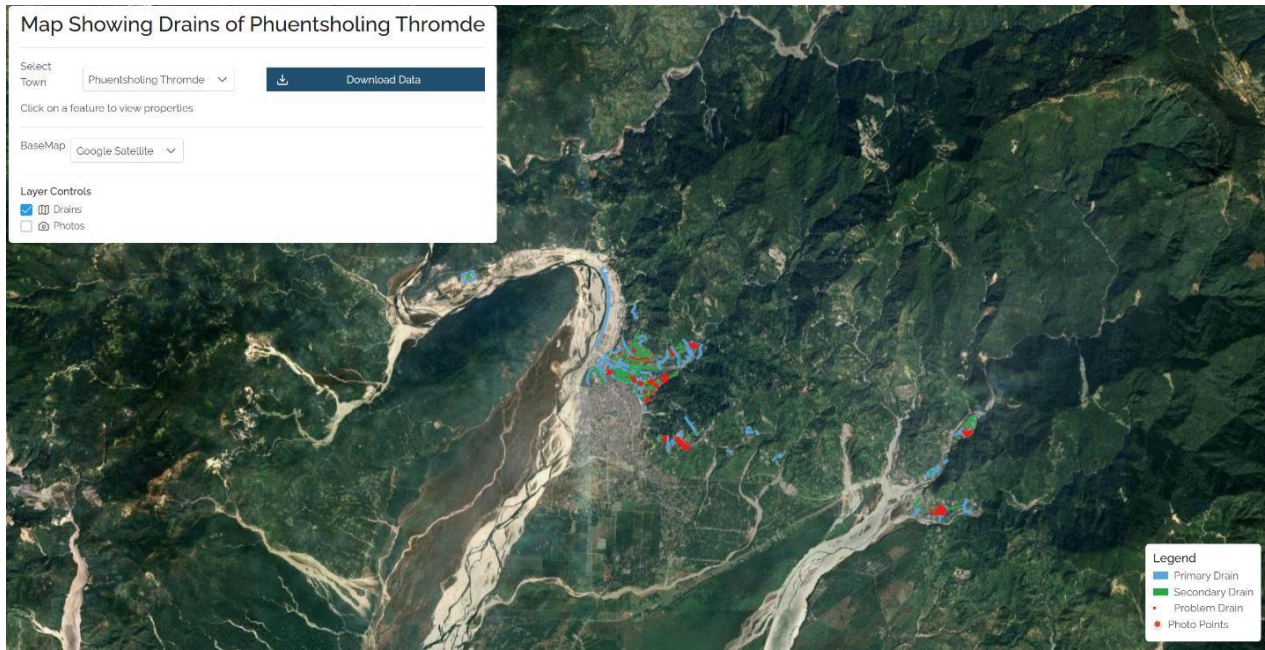 Map Showing Drains of Phuentsholing Thromde
Select
Town
Phuentsholing Thromde
Download Data
Click on a feature to view properties
BaseMap
Google Satellite
Layer Controls
Drains
Photos
Legend
Primary Drain
Secondary Drain
Problem Drain
Photo Points